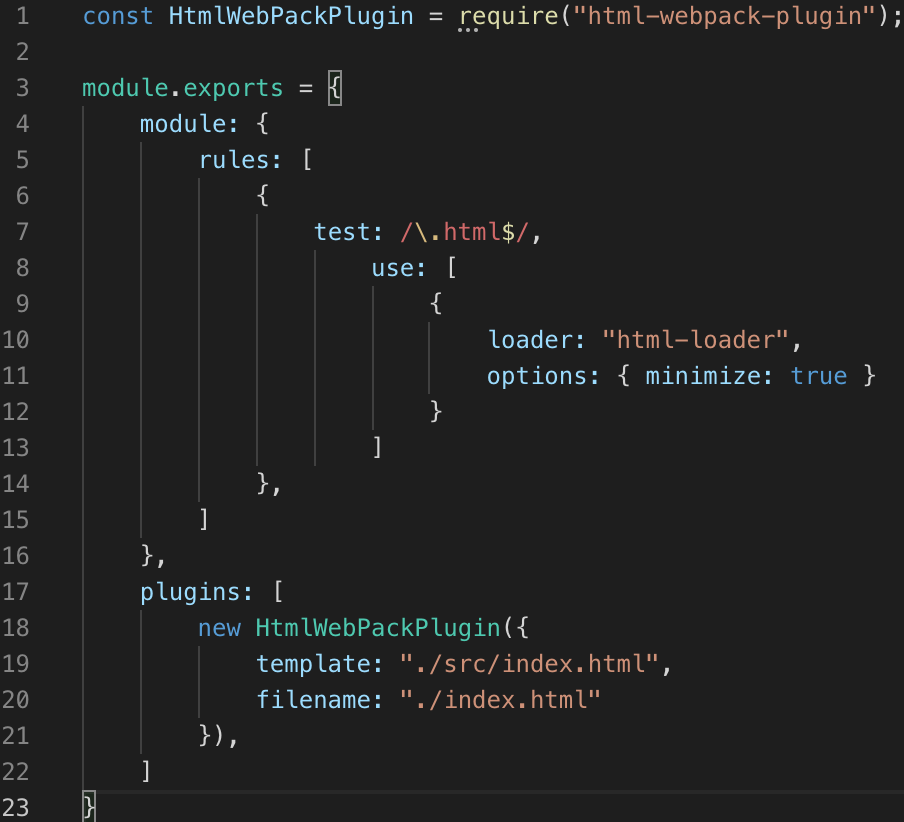 1 const HtmlWebPackPlugin = require("html-webpack-plugin");
2
3 module.exports = {
4     module: {
5         rules: [
6             {
7                 test: /\.html$/,
8                     use: [
9                         {
10                             loader: "html-loader",
11                             options: { minimize: true }
12                         }
13                     ]
14             },
15         ]
16     },
17     plugins: [
18         new HtmlWebPackPlugin({
19             template: "./src/index.html",
20             filename: "./index.html"
21         }),
22     ]
23 }